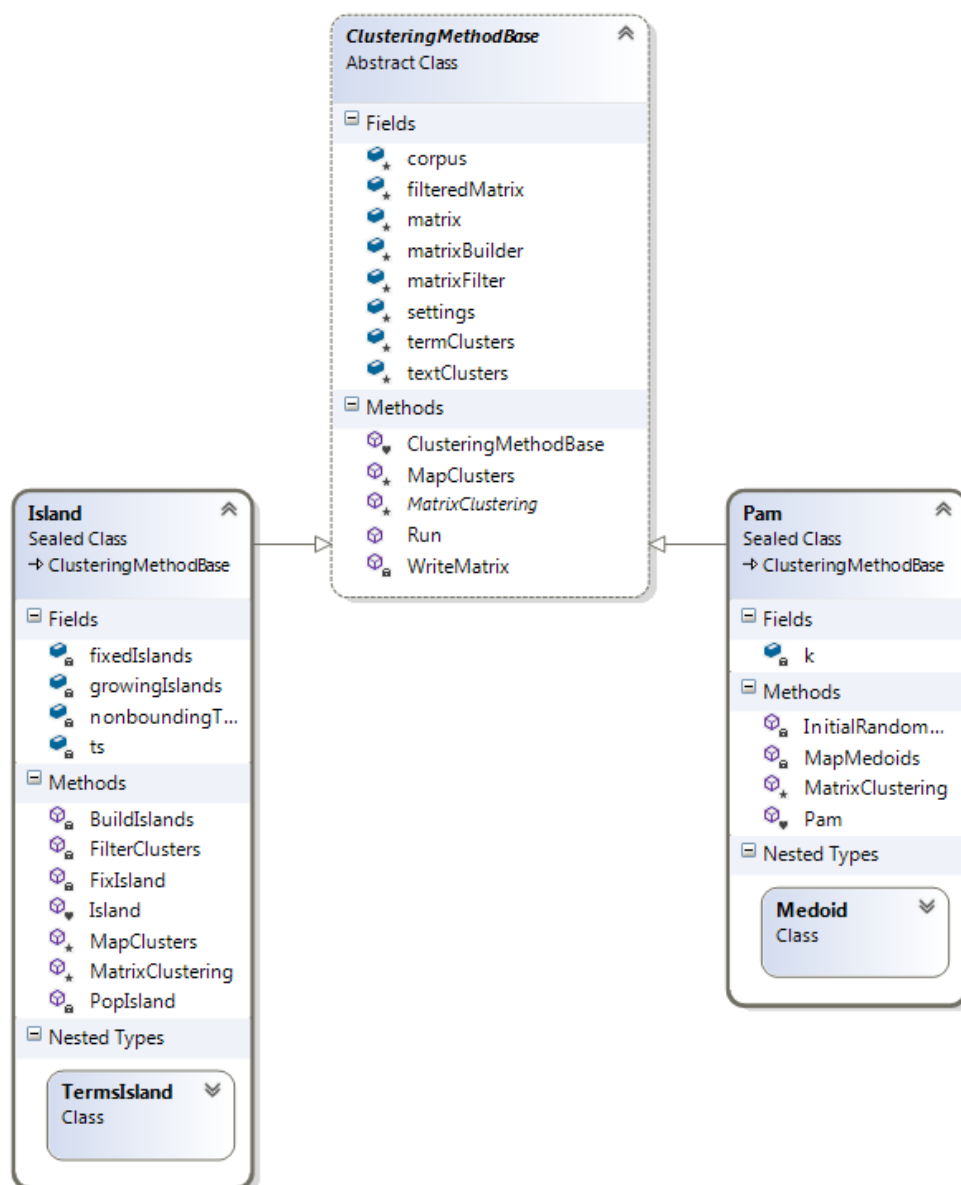 ClusteringMethodBase
Abstract Class
Fields
corpus
filteredMatrix
matrix
matrixBuilder
matrixFilter
settings
termClusters
textClusters
Methods
ClusteringMethodBase
MapClusters
MatrixClustering
Run
WriteMatrix
Island
Sealed Class
ClusteringMethodBase
Fields
fixedIslands
growingIslands
nonboundingT...
ts
Methods
BuildIslands
FilterClusters
FixIsland
Island
MapClusters
MatrixClustering
PopIsland
Nested Types
TermsIsland
Class
Pam
Sealed Class
ClusteringMethodBase
Fields
k
Methods
InitialRandom...
MapMedoids
MatrixClustering
Pam
Nested Types
Medoid
Class